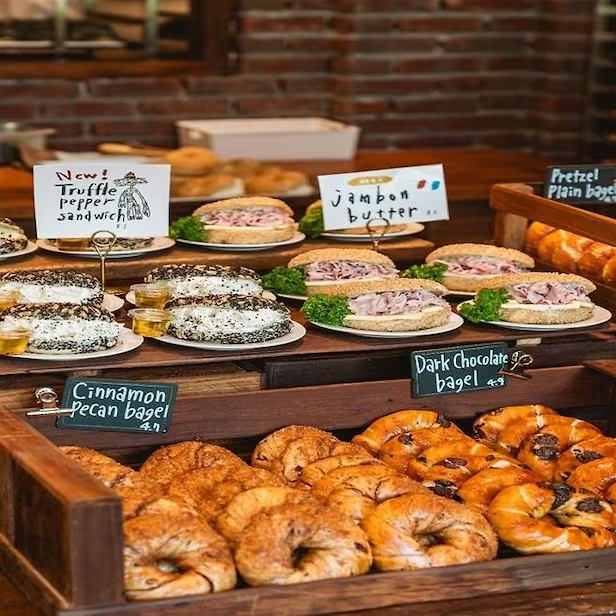 New!
Truffle
pepper
sandwich
jambon
butter
Pretzel
Plain bagel
Cinnamon
Pecan bagel
Dark Chocolate
bagel